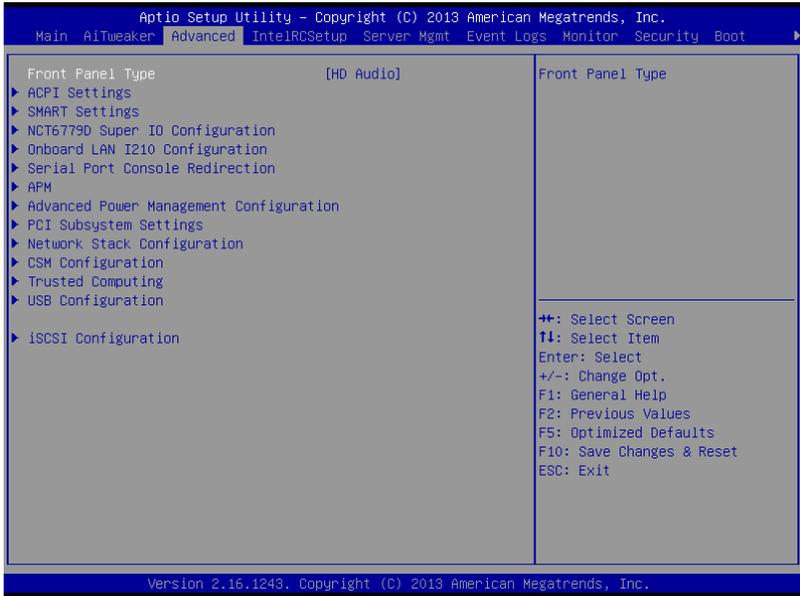 Aptio Setup Utility – Copyright (C) 2013 American Megatrends, Inc.
Main AiTweaker Advanced IntelRCSetup Server Mgmt Event Logs Monitor Security Boot
Front Panel Type [HD Audio]
ACPI Settings
SMART Settings
NCT6779D Super IO Configuration
Onboard LAN I210 Configuration
Serial Port Console Redirection
APM
Advanced Power Management Configuration
PCI Subsystem Settings
Network Stack Configuration
CSM Configuration
Trusted Computing
USB Configuration
iSCSI Configuration
Front Panel Type
→←: Select Screen
↑↓: Select Item
Enter: Select
+/-: Change Opt.
F1: General Help
F2: Previous Values
F5: Optimized Defaults
F10: Save Changes & Reset
ESC: Exit
Version 2.16.1243. Copyright (C) 2013 American Megatrends, Inc.